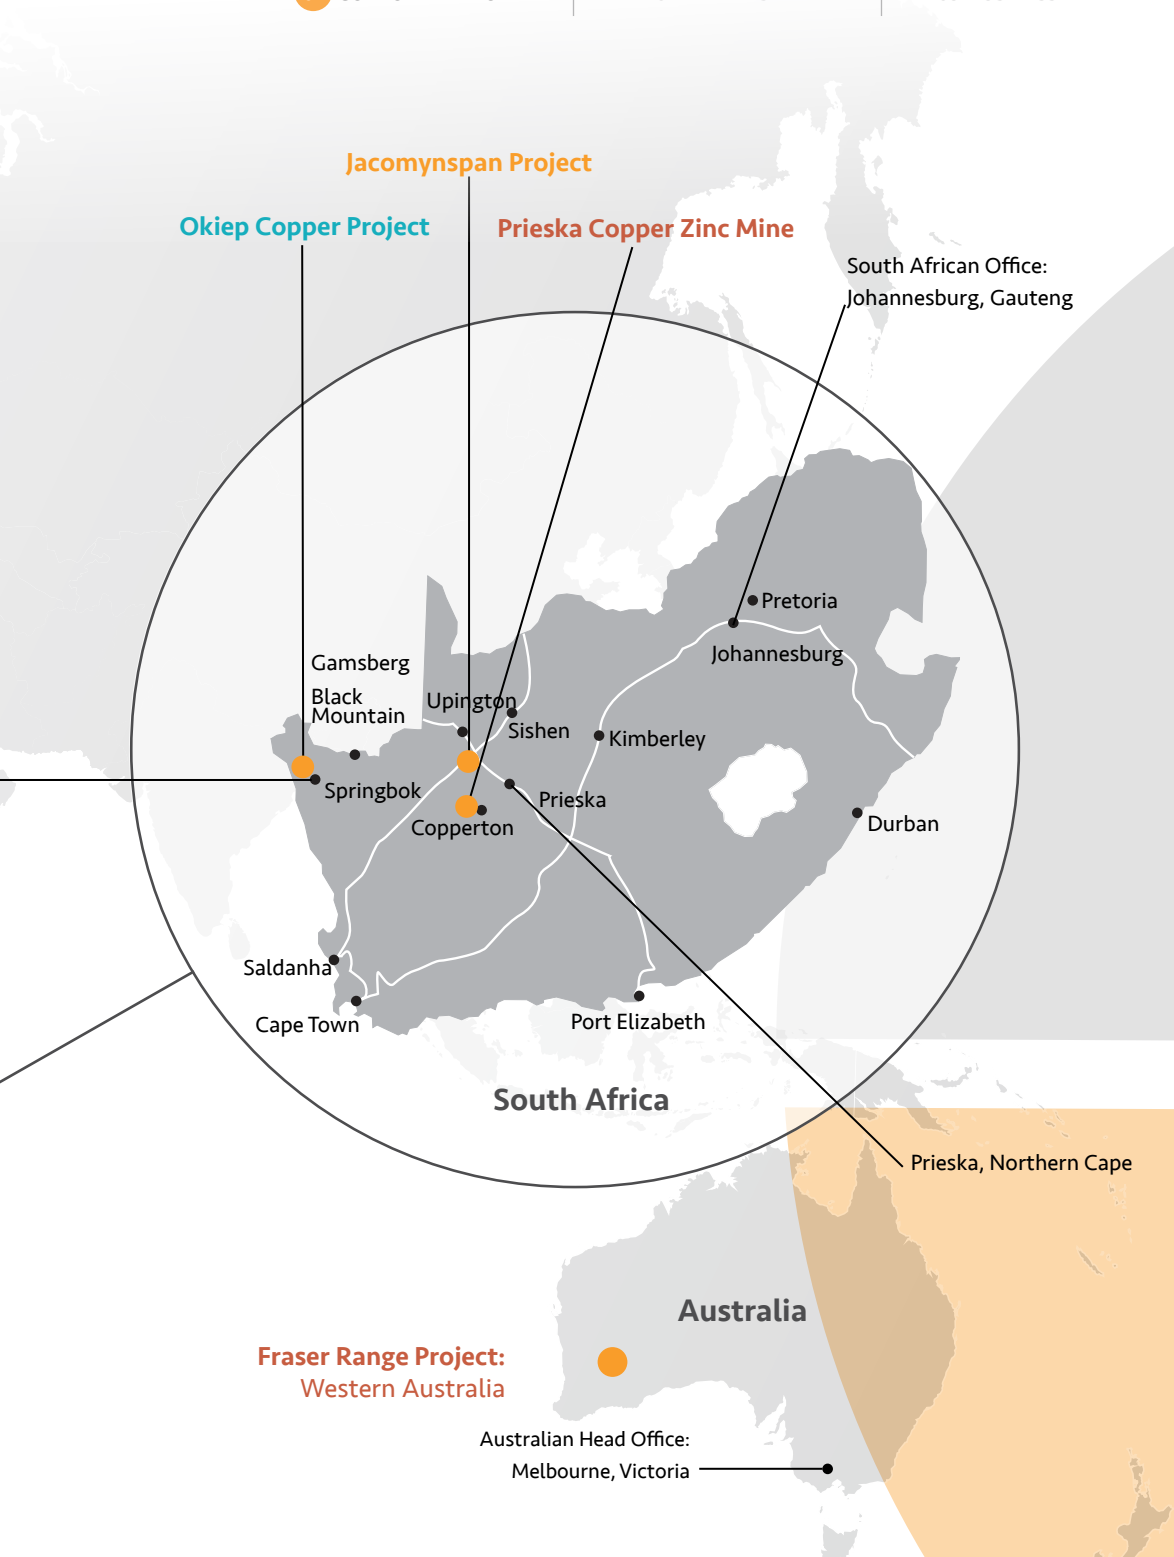 Jacomynspan Project
Okiep Copper Project
Prieska Copper Zinc Mine
South African Office:
Johannesburg, Gauteng
Pretoria
Johannesburg
Gamsberg
Black
Mountain
Upington
Sishen
Kimberley
Springbok
Prieska
Copperton
Durban
Saldanha
Cape Town
Port Elizabeth
South Africa
Prieska, Northern Cape
Australia
Fraser Range Project:
Western Australia
Australian Head Office:
Melbourne, Victoria